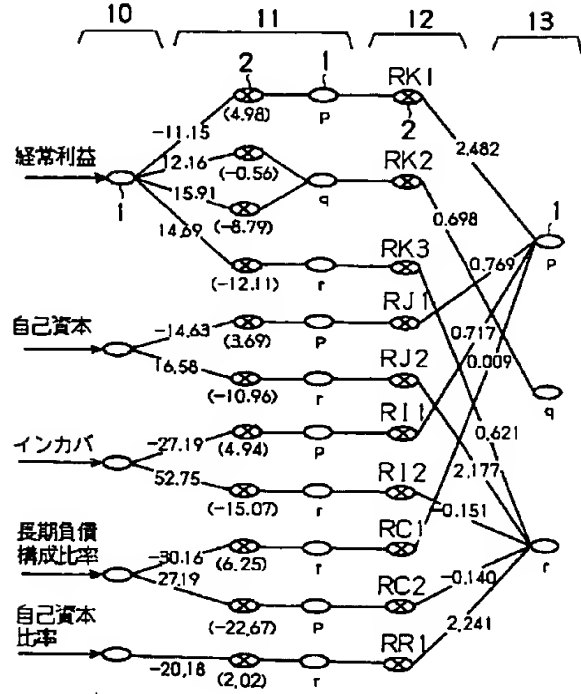 10 11 12 13
2 1 RK1
-11.15 (4.98) P 2 2.482
経常利益 12.16 (-0.56) RK2
1 15.91 q 0.698 1
(-8.79)
14.69 RK3 P
(-12.11) r 0.769
自己資本 -14.63 RJ1
(3.69) P 0.717
16.58 RJ2 0.009
(-10.96) r q
インカバ -27.19 RI1 0.621
(4.94) P
52.75 RI2 2.177
(-15.07) r -0.151
長期負債
構成比率 -30.16 RC1 r
(6.25) r
27.19 RC2 -0.140
(-22.67) P
自己資本
比率 RR1 2.241
-20.18 (2.02) r